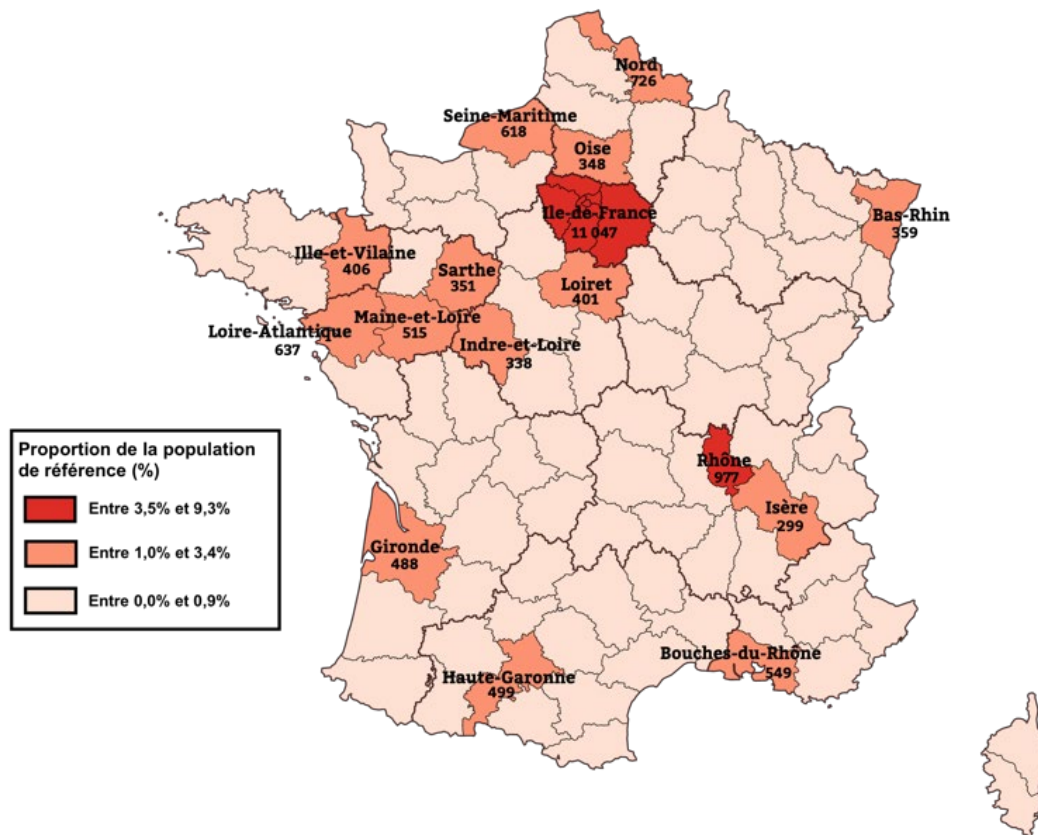 Nord
726
Seine-Maritime
618
Oise
348
Ile-de-France
11 047
Bas-Rhin
359
Ille-et-Vilaine
406
Sarthe
351
Loiret
401
Loire-Atlantique
637
Maine-et-Loire
515
Indre-et-Loire
338
Proportion de la population
de référence (%)
Entre 3,5% et 9,3%
Entre 1,0% et 3,4%
Entre 0,0% et 0,9%
Rhône
977
Isère
299
Gironde
488
Bouches-du-Rhône
549
Haute-Garonne
499